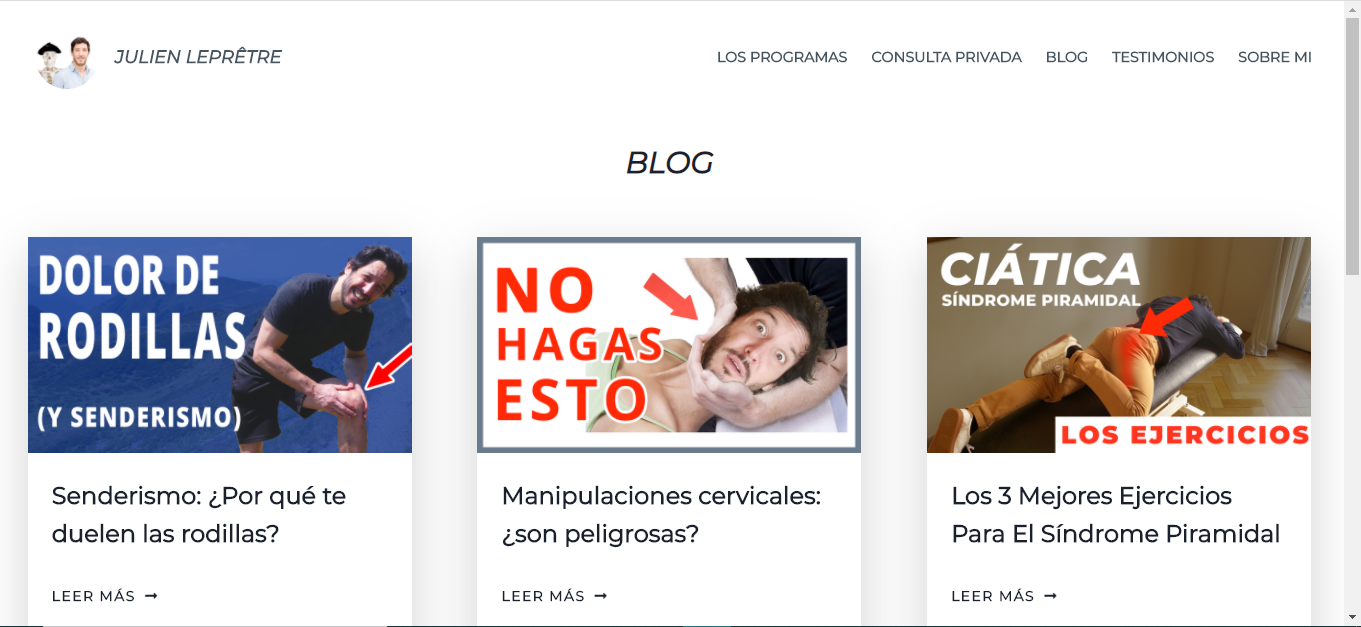 JULIEN LEPRÊTRE
LOS PROGRAMAS
CONSULTA PRIVADA
BLOG
TESTIMONIOS
SOBRE MI
BLOG
DOLOR DE
RODILLAS
(Y SENDERISMO)
Senderismo: ¿Por qué te
duelen las rodillas?
LEER MÁS →
NO
HAGAS
ESTO
Manipulaciones cervicales:
¿son peligrosas?
LEER MÁS →
CIÁTICA
SÍNDROME PIRAMIDAL
LOS EJERCICIOS
Los 3 Mejores Ejercicios
Para El Síndrome Piramidal
LEER MÁS →